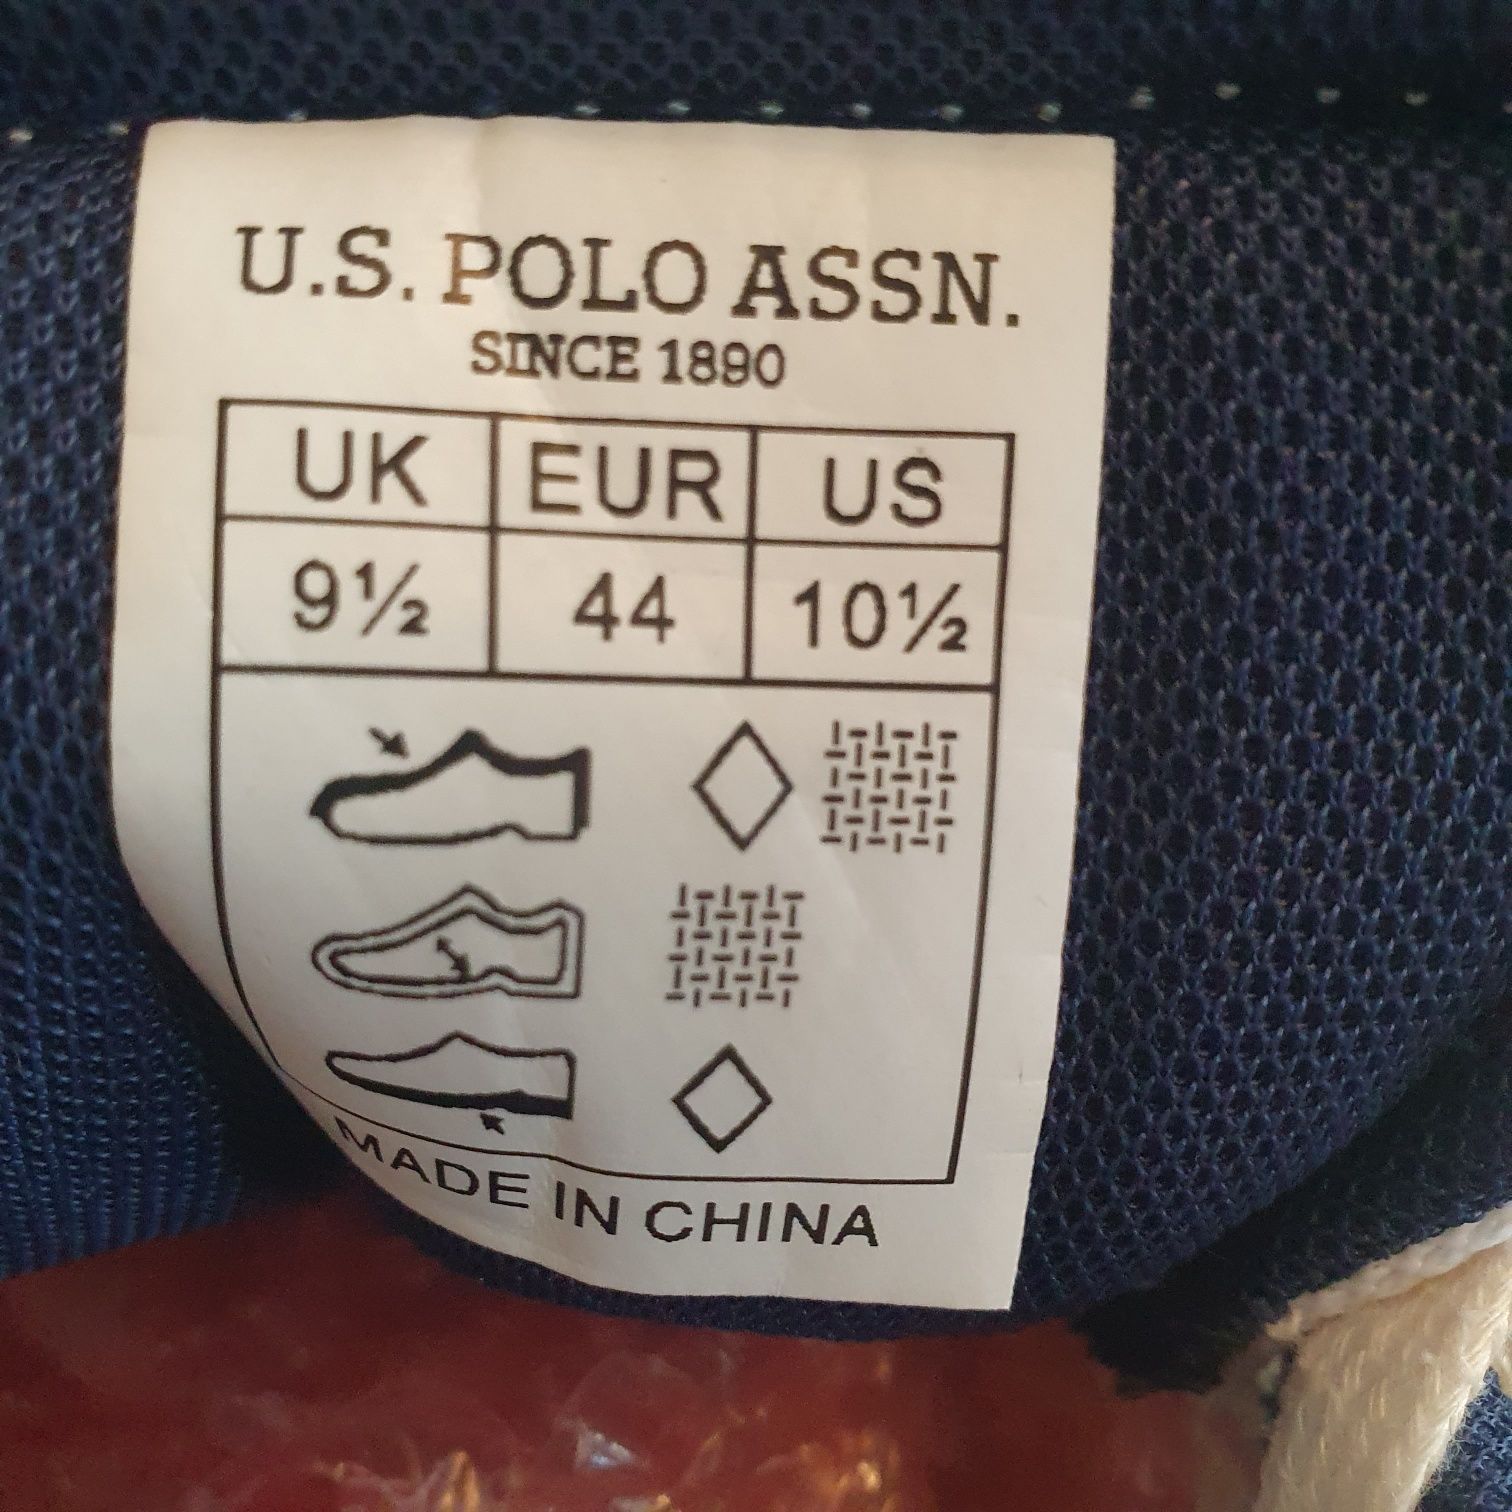 U.S. POLO ASSN.
SINCE 1890
UK EUR US
9½ 44 10½
MADE IN CHINA